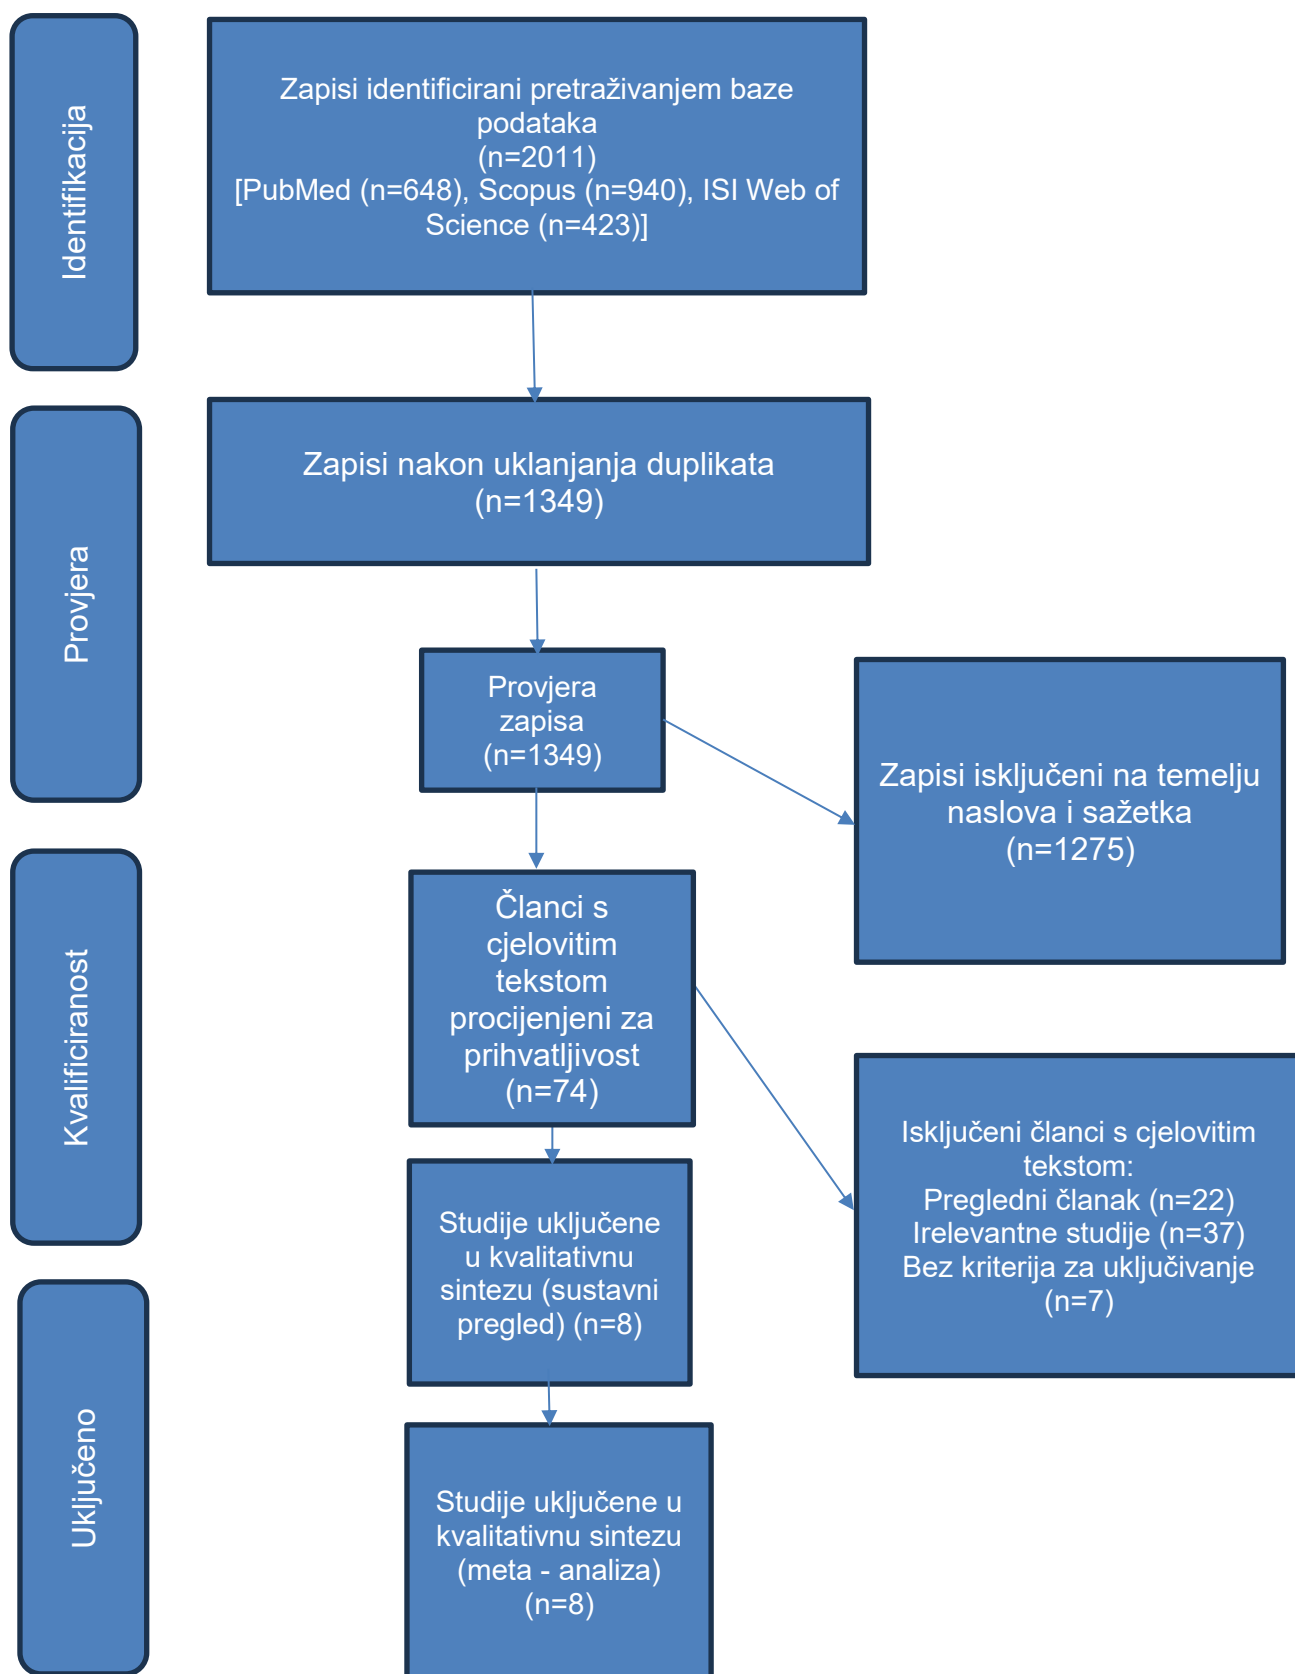 Identifikacija
Zapisi identificirani pretraživanjem baze
podataka
(n=2011)
[PubMed (n=648), Scopus (n=940), ISI Web of
Science (n=423)]
Provjera
Zapisi nakon uklanjanja duplikata
(n=1349)
Provjera
zapisa
(n=1349)
Zapisi isključeni na temelju
naslova i sažetka
(n=1275)
Kvalificiranost
Članci s
cjelovitim
tekstom
procijenjeni za
prihvatljivost
(n=74)
Isključeni članci s cjelovitim
tekstom:
Pregledni članak (n=22)
Irelevantne studije (n=37)
Bez kriterija za uključivanje
(n=7)
Studije uključene
u kvalitativnu
sintezu (sustavni
pregled) (n=8)
Uključeno
Studije uključene u
kvalitativnu sintezu
(meta - analiza)
(n=8)